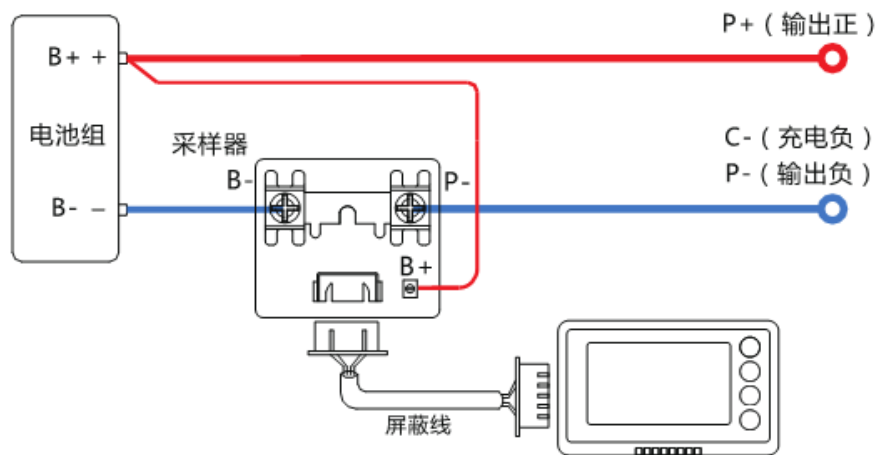 P+(输出正)
B+ +
电池组
采样器
C-(充电负)
B-
P-
P-(输出负)
B- −
B+
屏蔽线